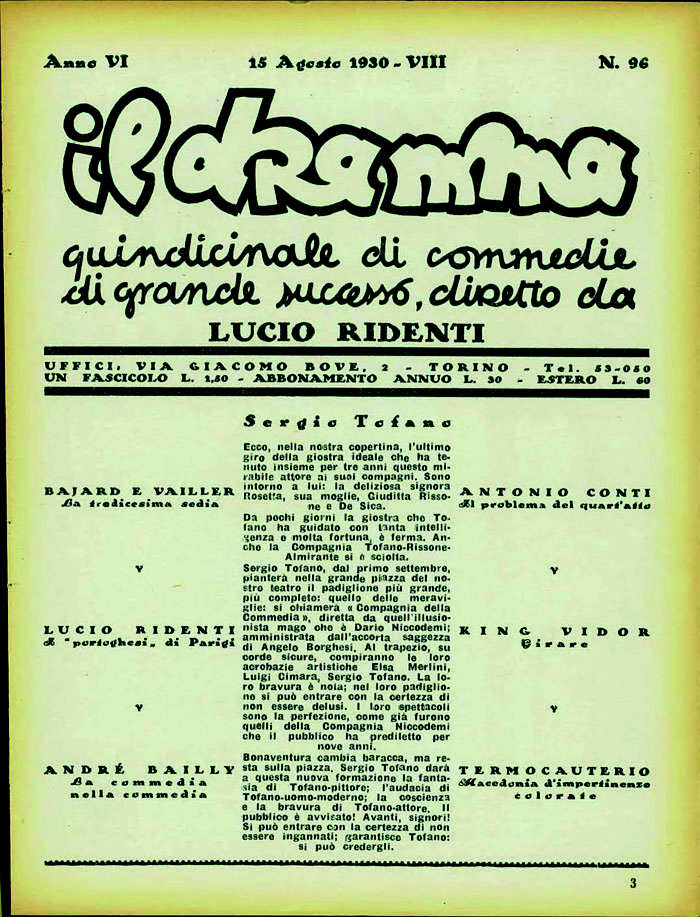 Anno VI 15 Agosto 1930 - VIII N. 96
il dramma
quindicinale di commedie
di grande successo, diretto da
LUCIO RIDENTI
UFFICI, VIA GIACOMO BOVE, 2 - TORINO - Tel. 53-050
UN FASCICOLO L. 1,50 - ABBONAMENTO ANNUO L. 30 - ESTERO L. 60
BAJARD E VAILLER
La tredicesima sedia
v
LUCIO RIDENTI
I "portoghesi" di Parigi
v
ANDRÉ BAILLY
La commedia
nella commedia
Sergio Tofano
Ecco, nella nostra copertina, l'ultimo
giro della giostra ideale che ha te-
nuto insieme per tre anni questo mi-
rabile attore ai suoi compagni. Sono
intorno a lui: la deliziosa signora
Rosetta, sua moglie, Giuditta Risso-
ne e De Sica.
Da pochi giorni la giostra che To-
fano ha guidato con tanta intelli-
genza e molta fortuna, è ferma. An-
che la Compagnia Tofano-Rissone-
Almirante si è sciolta.
Sergio Tofano, dal primo settembre,
pianterà nella grande piazza del no-
stro teatro il padiglione più grande,
più completo: quello delle meravi-
glie: si chiamerà « Compagnia della
Commedia », diretta da quell'illusio-
nista mago che è Dario Niccodemi;
amministrata dall'accorta saggezza
di Angelo Borghesi. Al trapezio, su
corde sicure, compiranno le loro
acrobazie artistiche Elsa Merlini,
Luigi Cimara, Sergio Tofano. La lo-
ro bravura è nota; nel loro padiglio-
ne si può entrare con la certezza di
non essere delusi. I loro spettacoli
sono la perfezione, come già furono
quelli della Compagnia Niccodemi
che il pubblico ha prediletto per
nove anni.
Bonaventura cambia baracca, ma re-
sta sulla piazza, Sergio Tofano darà
a questa nuova formazione la fanta-
sia di Tofano-pittore; l'audacia di
Tofano-uomo-moderno; la coscienza
e la bravura di Tofano-attore. Il
pubblico è avvisato! Avanti, signori!
Si può entrare con la certezza di non
essere ingannati; garantisce Tofano:
si può credergli.
ANTONIO CONTI
Il problema del quart'atto
v
KING VIDOR
Girare
v
TERMOCAUTERIO
Macedonia d'impertinenze
colorate
3